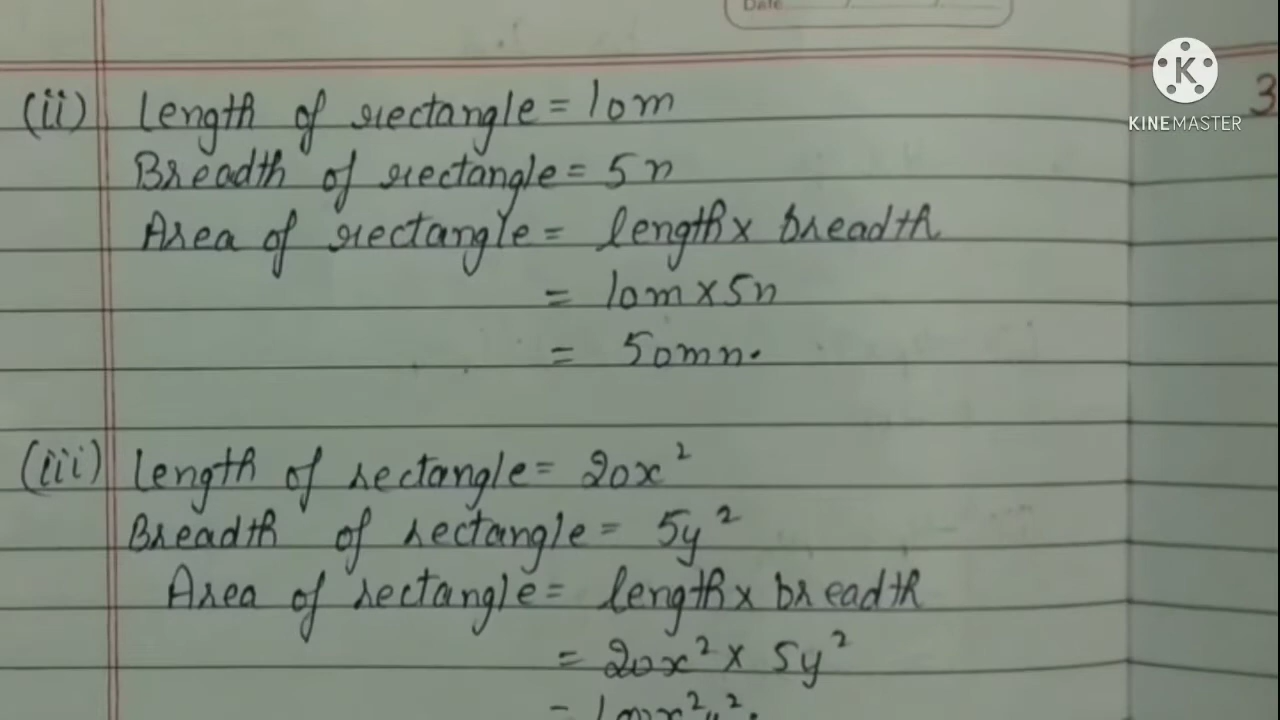 Date
K
KINEMASTER
3
(ii) Length of rectangle = 10m
Breadth of rectangle = 5n
Area of rectangle = length × breadth
= 10m × 5n
= 50mn.
(iii) Length of rectangle = 20x²
Breadth of rectangle = 5y²
Area of rectangle = length × breadth
= 20x² × 5y²
= 100x²y².